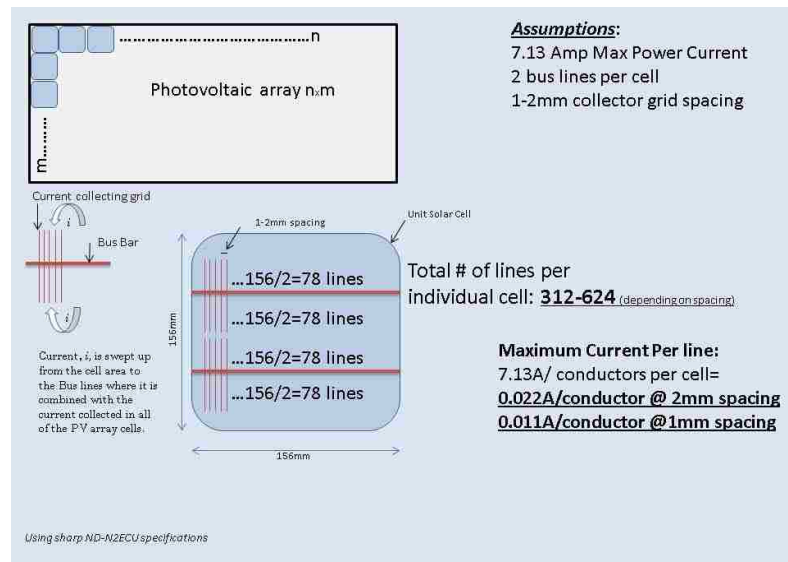 ................................................n
Photovoltaic array nxm
m........
Assumptions:
7.13 Amp Max Power Current
2 bus lines per cell
1-2mm collector grid spacing
Current collecting grid
i
Bus Bar
i
Current, i, is swept up
from the cell area to
the Bus lines where it is
combined with the
current collected in all
of the PV array cells.
1-2mm spacing
Unit Solar Cell
156mm
...156/2=78 lines
...156/2=78 lines
...156/2=78 lines
...156/2=78 lines
156mm
Total # of lines per
individual cell: 312-624 (depending on spacing)
Maximum Current Per line:
7.13A/ conductors per cell=
0.022A/conductor @ 2mm spacing
0.011A/conductor @1mm spacing
Using sharp ND-N2ECU specifications